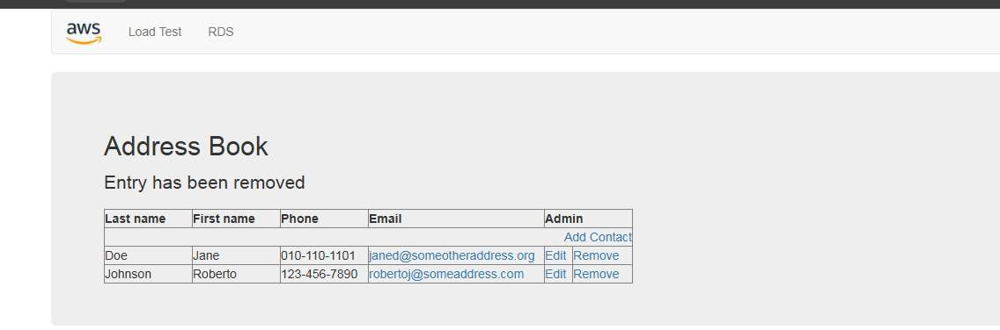 aws Load Test RDS
Address Book
Entry has been removed
Last name First name Phone Email Admin
Add Contact
Doe Jane 010-110-1101 janed@someotheraddress.org Edit Remove
Johnson Roberto 123-456-7890 robertoj@someaddress.com Edit Remove